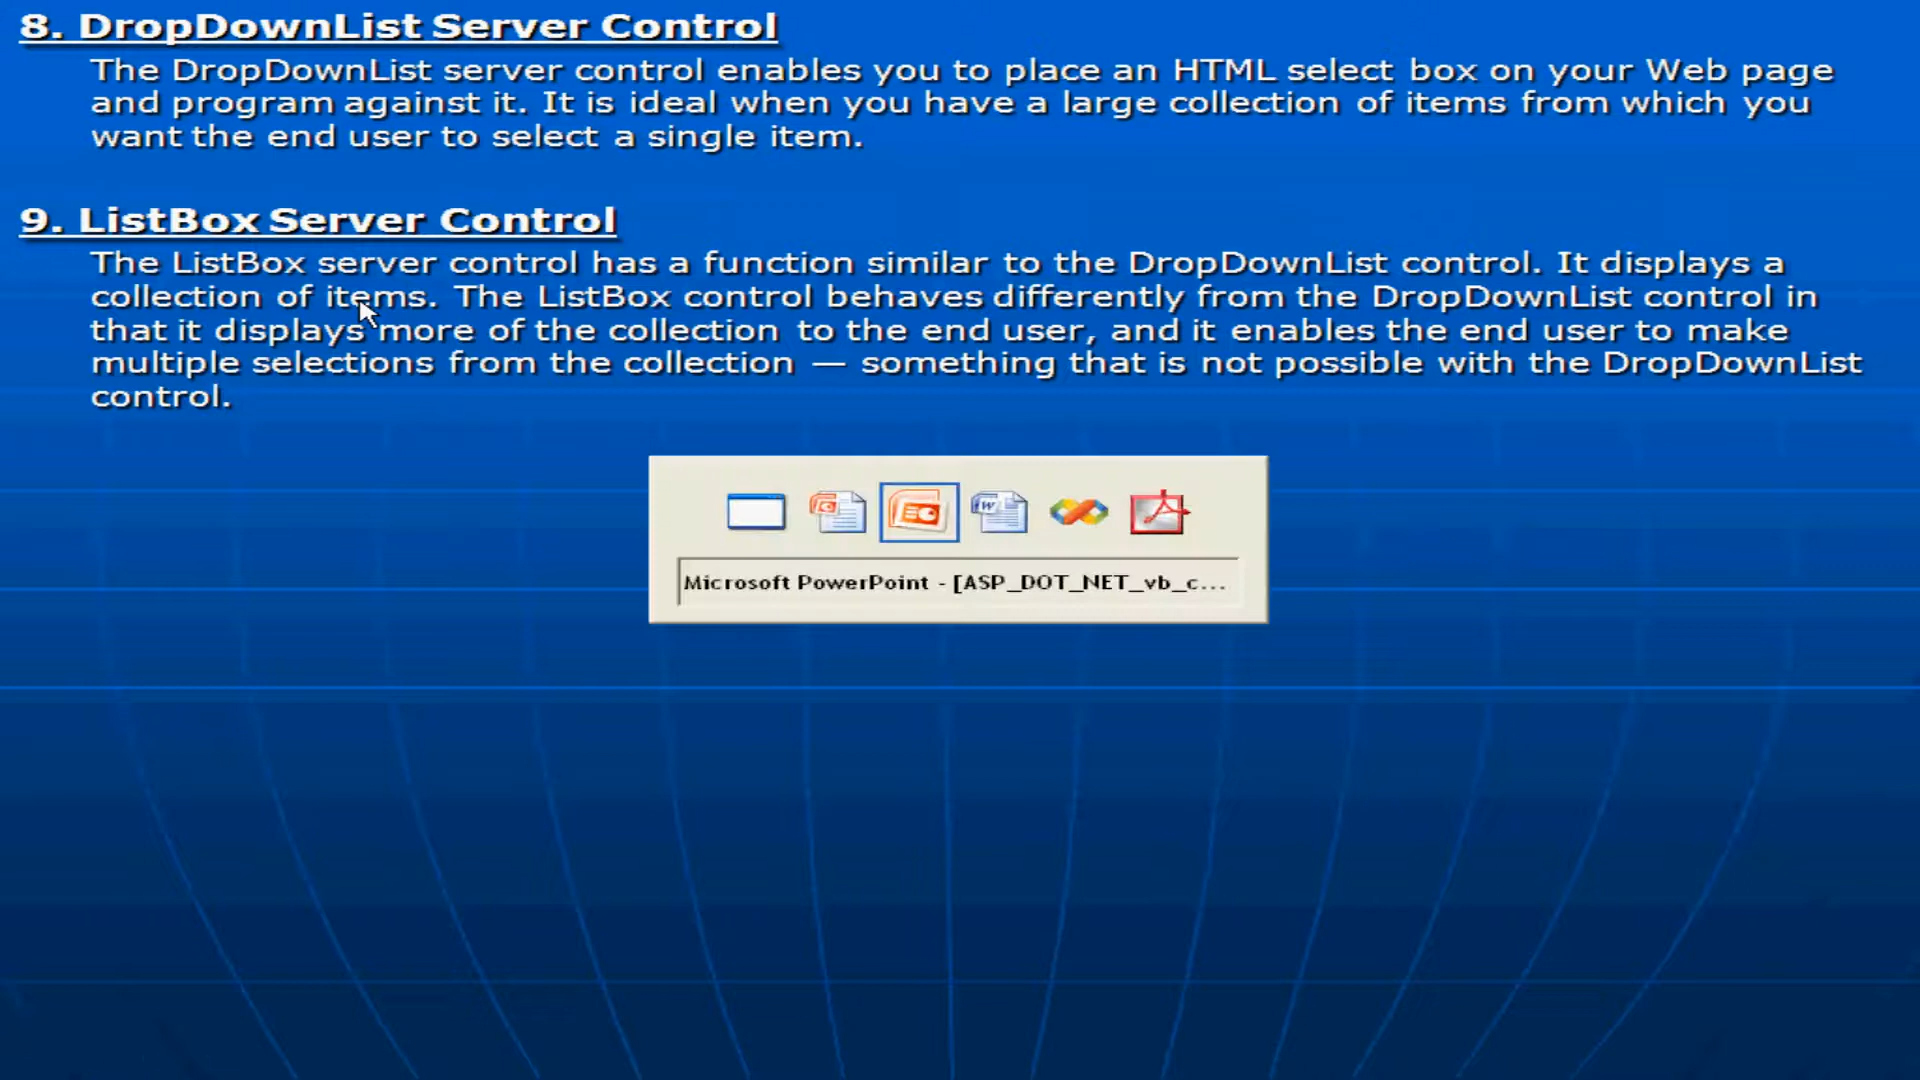 8. DropDownList Server Control
The DropDownList server control enables you to place an HTML select box on your Web page
and program against it. It is ideal when you have a large collection of items from which you
want the end user to select a single item.
9. ListBox Server Control
The ListBox server control has a function similar to the DropDownList control. It displays a
collection of items. The ListBox control behaves differently from the DropDownList control in
that it displays more of the collection to the end user, and it enables the end user to make
multiple selections from the collection — something that is not possible with the DropDownList
control.
Microsoft PowerPoint - [ASP_DOT_NET_vb_c...